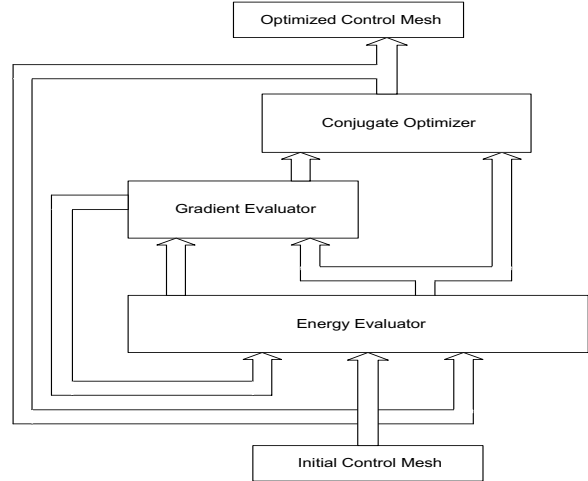 Optimized Control Mesh
Conjugate Optimizer
Gradient Evaluator
Energy Evaluator
Initial Control Mesh